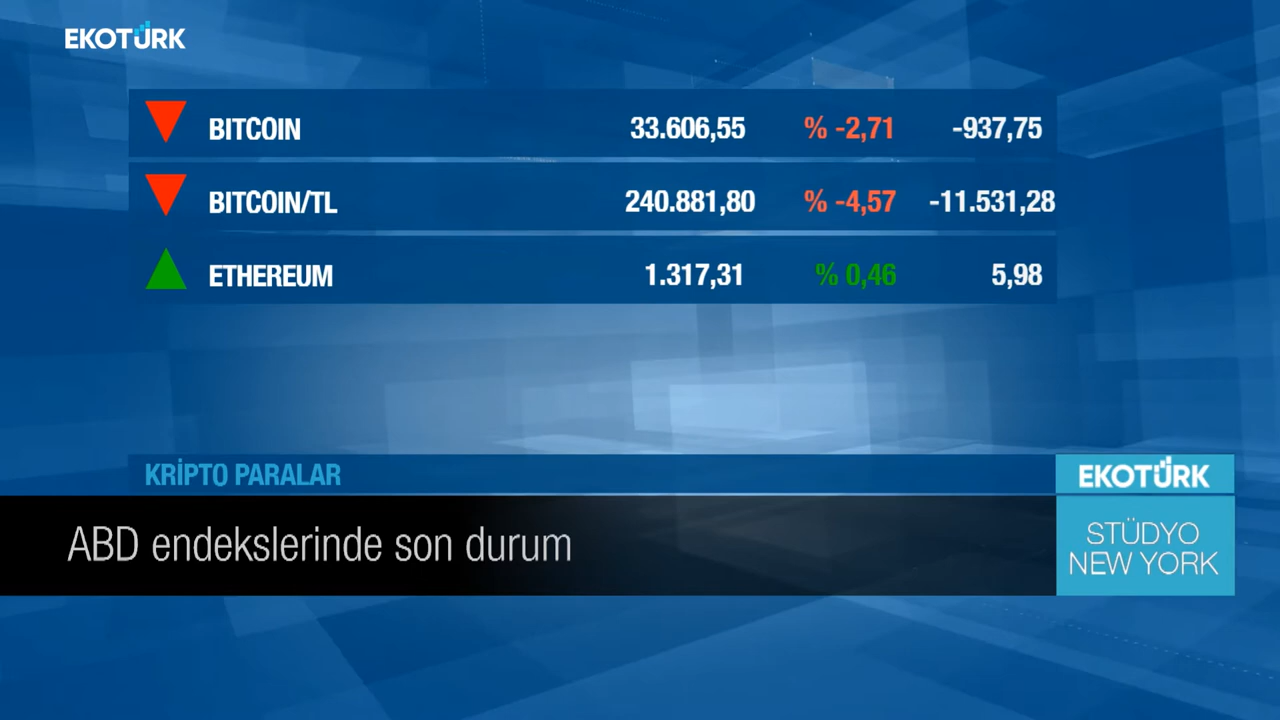 EKOTÜRK
BITCOIN 33.606,55 % -2,71 -937,75
BITCOIN/TL 240.881,80 % -4,57 -11.531,28
ETHEREUM 1.317,31 % 0,46 5,98
KRİPTO PARALAR
EKOTÜRK
ABD endekslerinde son durum
STÜDYO
NEW YORK